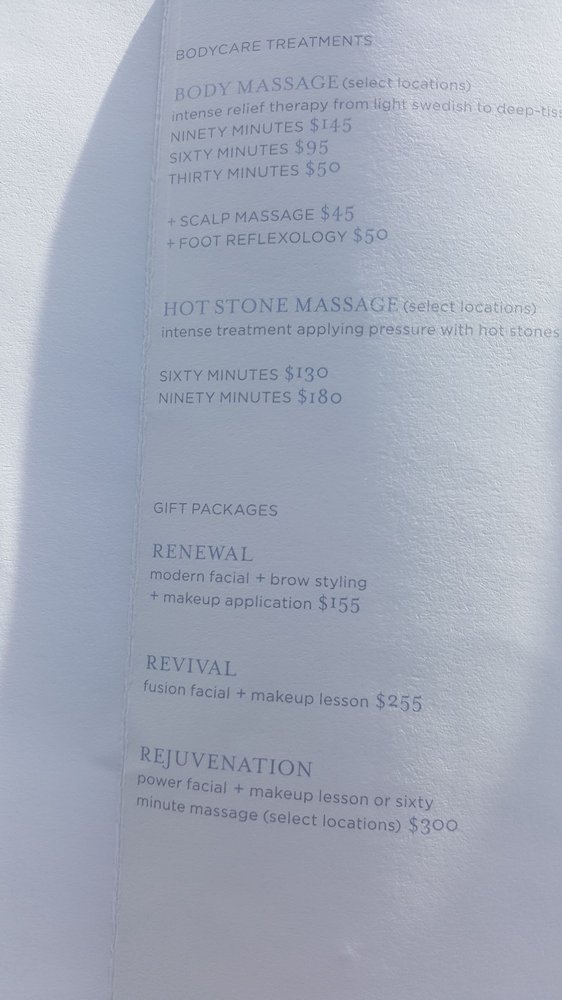 BODYCARE TREATMENTS
BODY MASSAGE (select locations)
intense relief therapy from light swedish to
NINETY MINUTES $145
SIXTY MINUTES $95
THIRTY MINUTES $50
+ SCALP MASSAGE $45
+ FOOT REFLEXOLOGY $50
HOT STONE MASSAGE (select locations)
intense treatment applying pressure with hot stones
SIXTY MINUTES $130
NINETY MINUTES $180
GIFT PACKAGES
RENEWAL
modern facial + brow styling
+ makeup application $155
REVIVAL
fusion facial + makeup lesson $255
REJUVENATION
power facial + makeup lesson or sixty
minute massage (select locations) $300